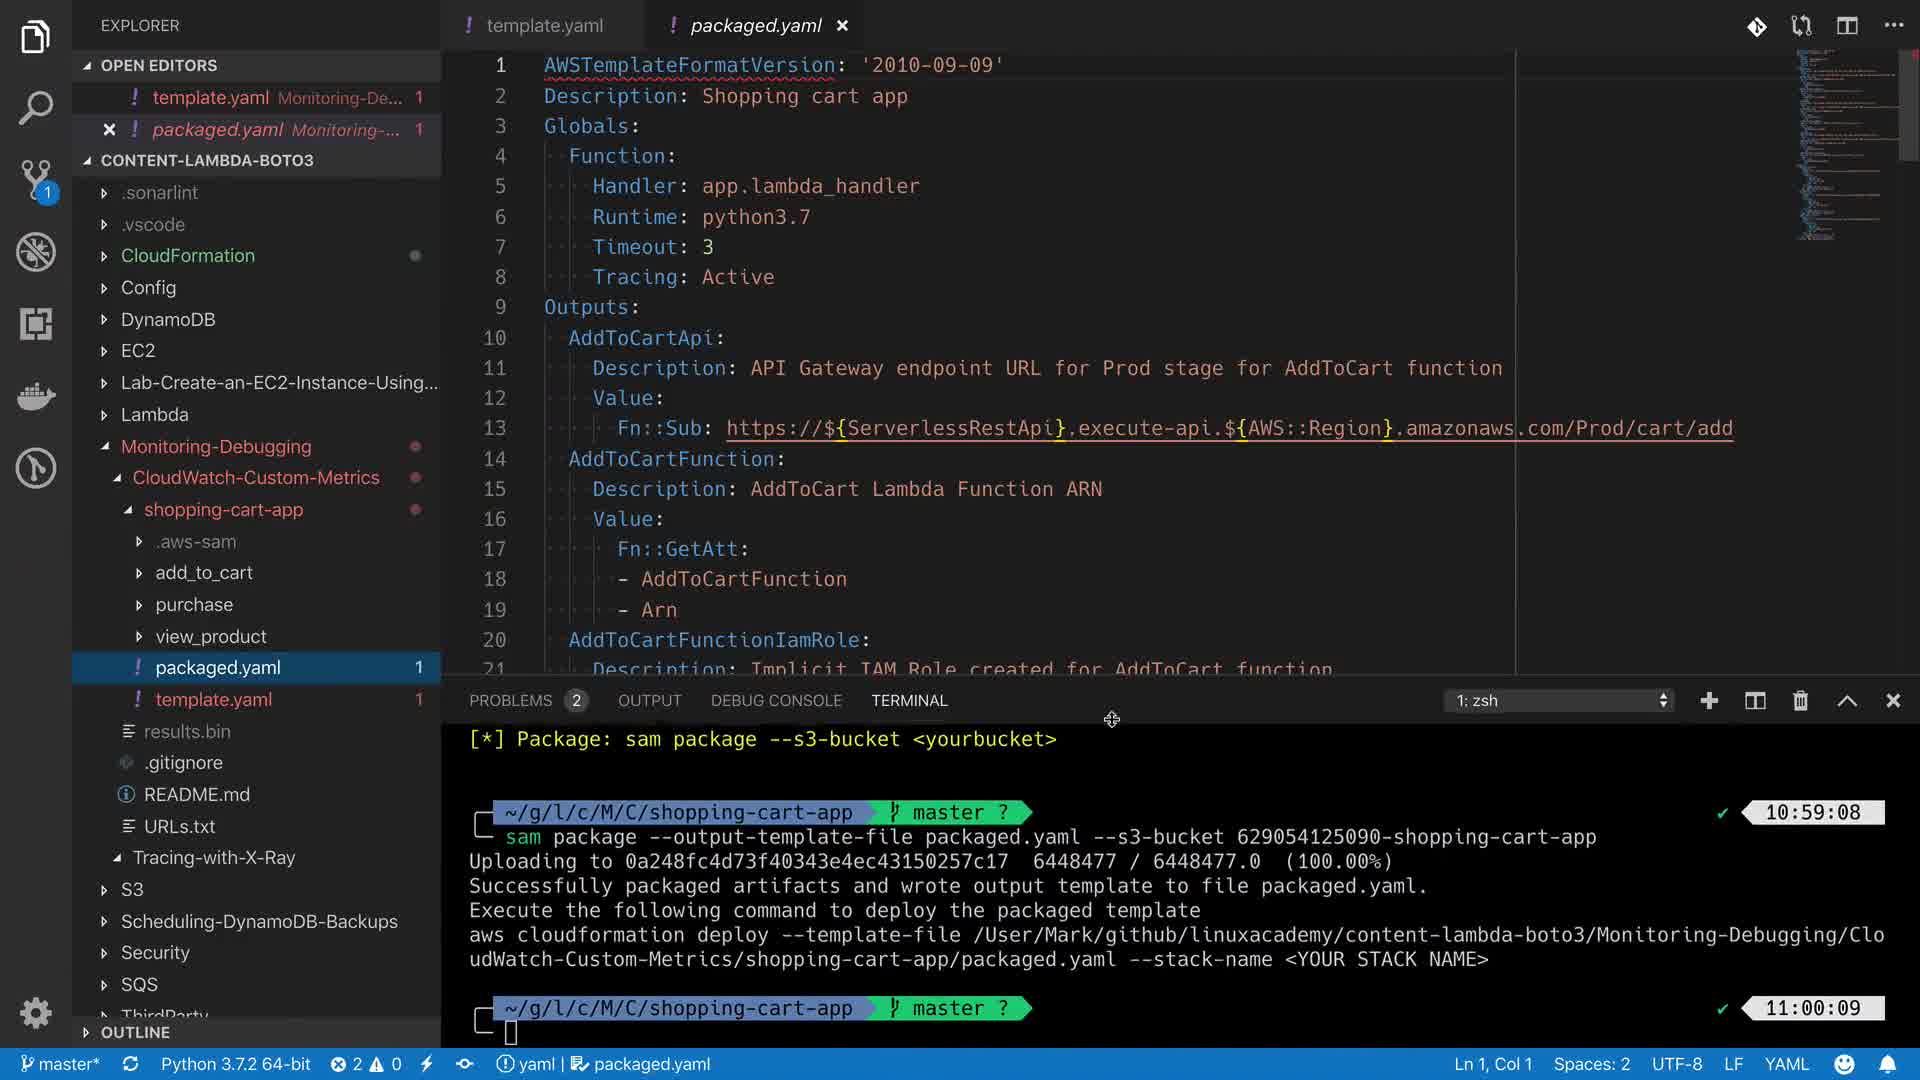 EXPLORER
OPEN EDITORS
! template.yaml Monitoring-De... 1
! packaged.yaml Monitoring-... 1
CONTENT-LAMBDA-BOTO3
.sonarlint
.vscode
CloudFormation
Config
DynamoDB
EC2
Lab-Create-an-EC2-Instance-Using...
Lambda
Monitoring-Debugging
CloudWatch-Custom-Metrics
shopping-cart-app
.aws-sam
add_to_cart
purchase
view_product
! packaged.yaml 1
! template.yaml 1
results.bin
.gitignore
README.md
URLs.txt
Tracing-with-X-Ray
S3
Scheduling-DynamoDB-Backups
Security
SQS
ThirdParty
OUTLINE
1
! template.yaml
! packaged.yaml
1 AWSTemplateFormatVersion: '2010-09-09'
2 Description: Shopping cart app
3 Globals:
4 Function:
5 Handler: app.lambda_handler
6 Runtime: python3.7
7 Timeout: 3
8 Tracing: Active
9 Outputs:
10 AddToCartApi:
11 Description: API Gateway endpoint URL for Prod stage for AddToCart function
12 Value:
13 Fn::Sub: https://${ServerlessRestApi}.execute-api.${AWS::Region}.amazonaws.com/Prod/cart/add
14 AddToCartFunction:
15 Description: AddToCart Lambda Function ARN
16 Value:
17 Fn::GetAtt:
18 - AddToCartFunction
19 - Arn
20 AddToCartFunctionIamRole:
21 Description: Implicit IAM Role created for AddToCart function
PROBLEMS 2 OUTPUT DEBUG CONSOLE TERMINAL 1: zsh
[*] Package: sam package --s3-bucket <yourbucket>
~/g/l/c/M/C/shopping-cart-app master ? ✔ 10:59:08
sam package --output-template-file packaged.yaml --s3-bucket 629054125090-shopping-cart-app
Uploading to 0a248fc4d73f40343e4ec43150257c17 6448477 / 6448477.0 (100.00%)
Successfully packaged artifacts and wrote output template to file packaged.yaml.
Execute the following command to deploy the packaged template
aws cloudformation deploy --template-file /User/Mark/github/linuxacademy/content-lambda-boto3/Monitoring-Debugging/Clo
udWatch-Custom-Metrics/shopping-cart-app/packaged.yaml --stack-name <YOUR STACK NAME>
~/g/l/c/M/C/shopping-cart-app master ? ✔ 11:00:09
master* Python 3.7.2 64-bit 2 0 yaml | packaged.yaml Ln 1, Col 1 Spaces: 2 UTF-8 LF YAML